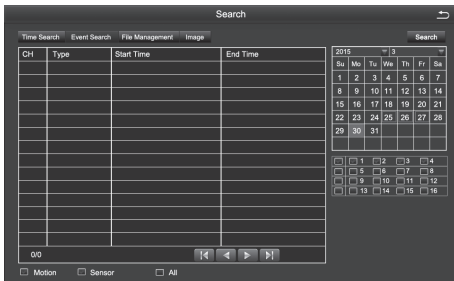 Search
Time Search Event Search File Management Image Search
CH Type Start Time End Time
2015 3
Su Mo Tu We Th Fr Sa
1 2 3 4 5 6 7
8 9 10 11 12 13 14
15 16 17 18 19 20 21
22 23 24 25 26 27 28
29 30 31
1 2 3 4
5 6 7 8
9 10 11 12
13 14 15 16
0/0
Motion Sensor All